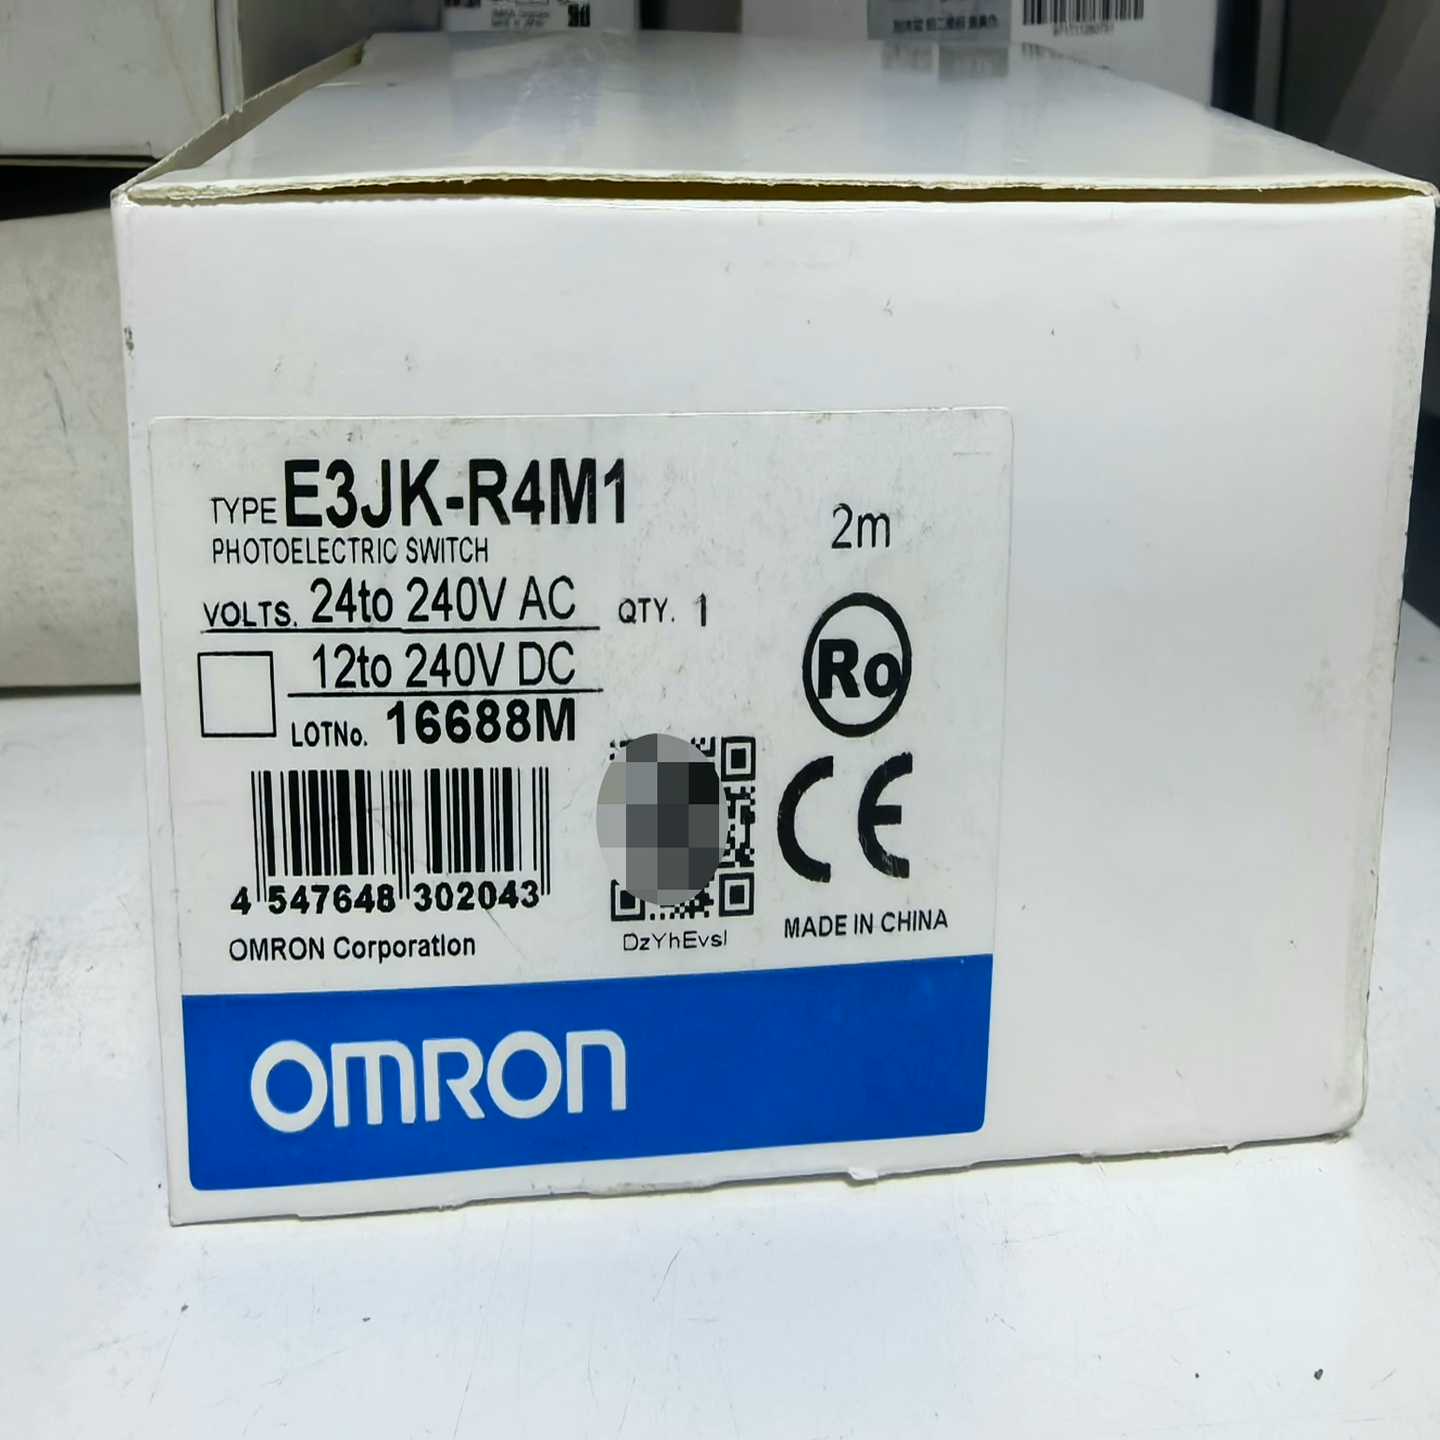 TYPE E3JK-R4M1
PHOTOELECTRIC SWITCH
2m
VOLTS. 24to 240V AC QTY. 1
12to 240V DC
LOTNo. 16688M
Ro
CE
4 547648 302043
DzYhEvsl
MADE IN CHINA
OMRON Corporation
OMRON